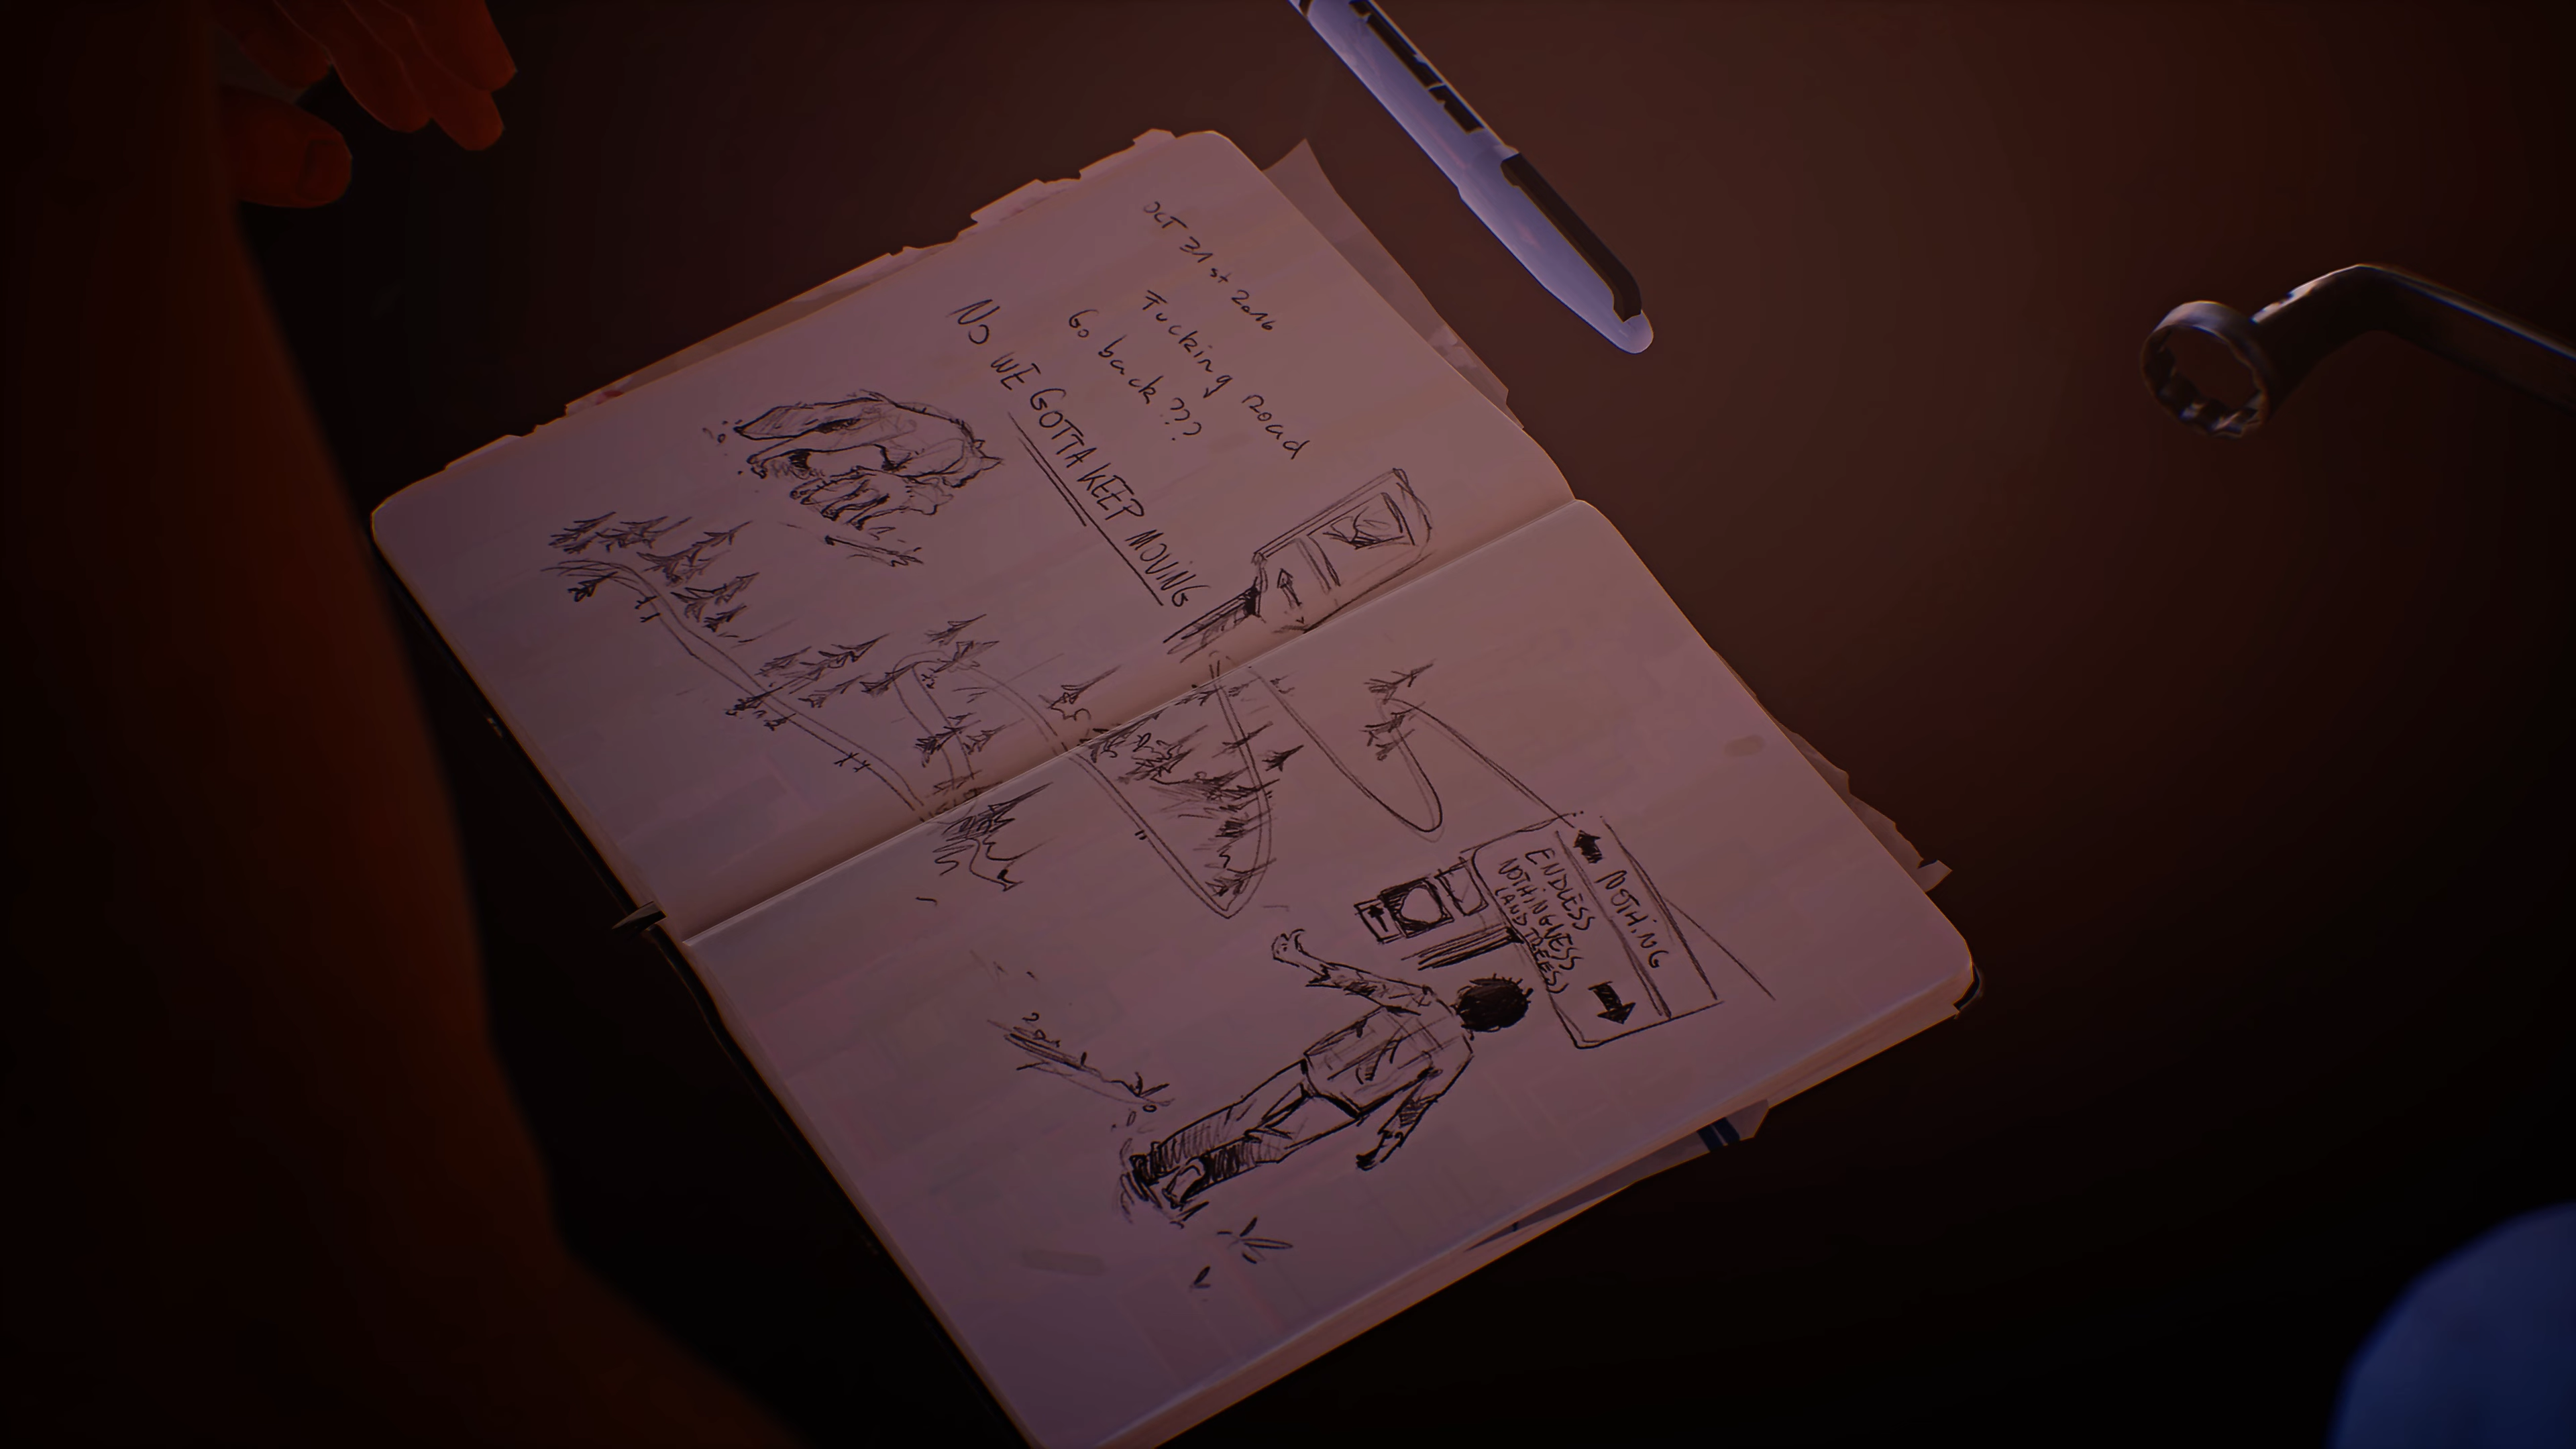 OCT 31st 2016
Fucking road
Go back ???
NO WE GOTTA KEEP MOVING
NOTHING
ENDLESS
NOTHINGNESS
(AND TREES)